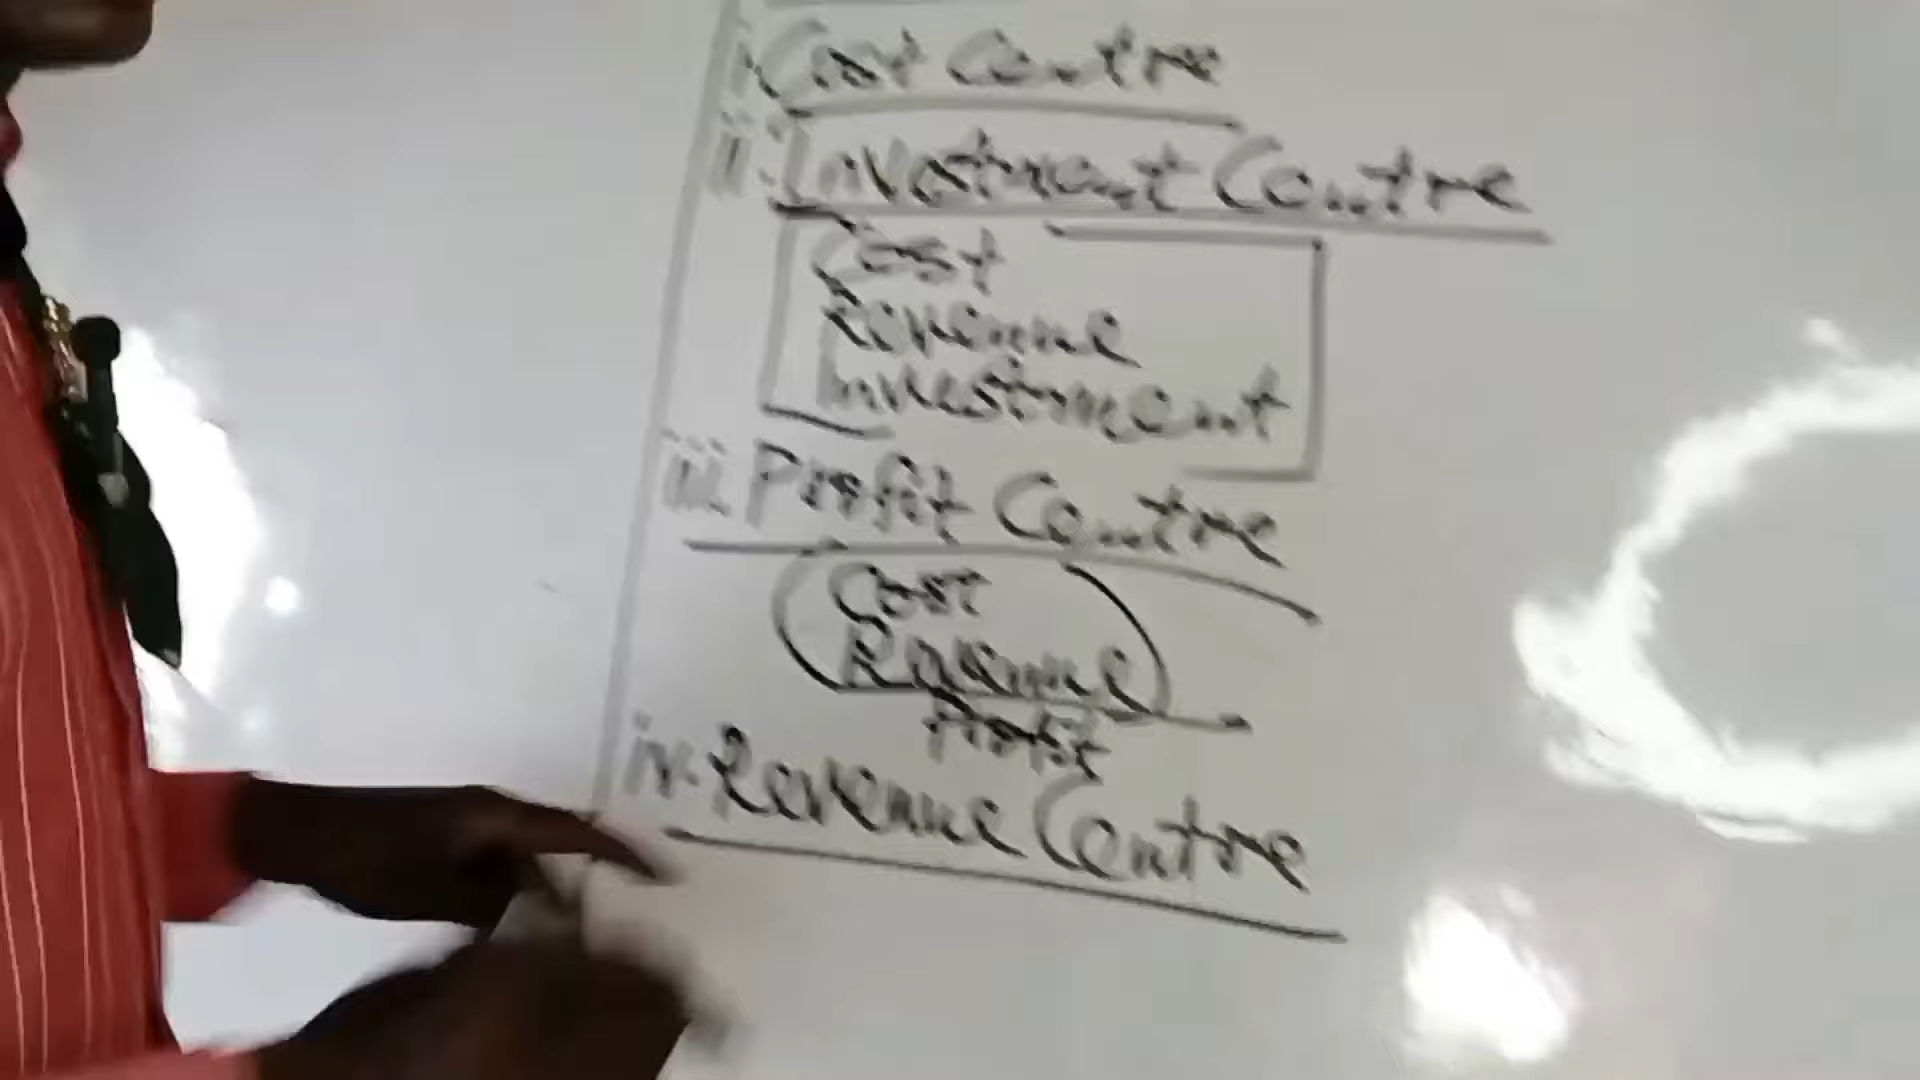 i. Cost Centre
ii. Investment Centre
Cost
Revenue
Investment
iii. Profit Centre
Cost
Revenue
Profit
iv. Revenue Centre